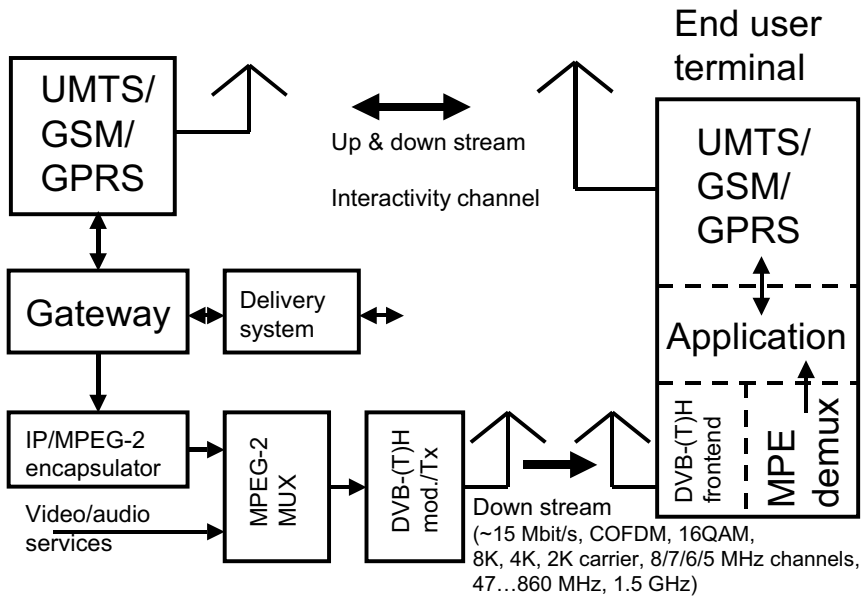 End user
terminal
UMTS/
GSM/
GPRS
Up & down stream
Interactivity channel
UMTS/
GSM/
GPRS
Gateway
Delivery
system
Application
IP/MPEG-2
encapsulator
Video/audio
services
MPEG-2
MUX
DVB-(T)H
mod./Tx
DVB-(T)H
frontend
MPE
demux
Down stream
(~15 Mbit/s, COFDM, 16QAM,
8K, 4K, 2K carrier, 8/7/6/5 MHz channels,
47...860 MHz, 1.5 GHz)